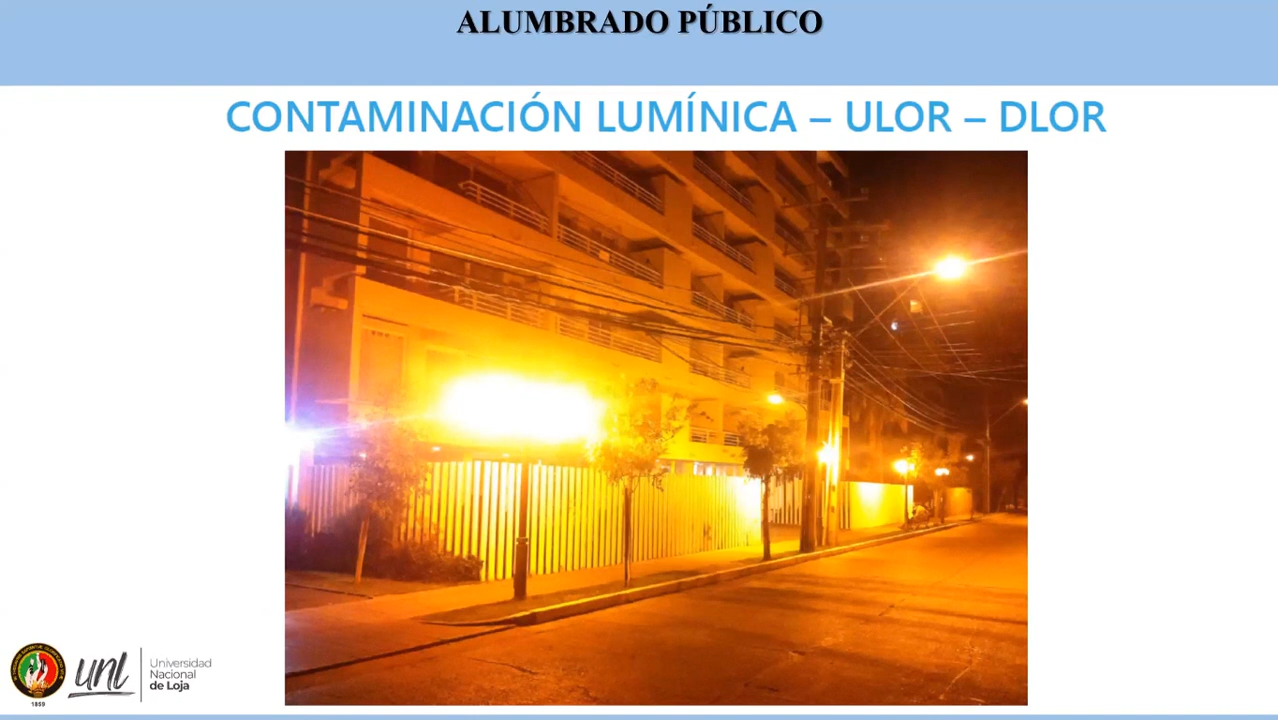 ALUMBRADO PÚBLICO
CONTAMINACIÓN LUMÍNICA – ULOR – DLOR
unl
Universidad
Nacional
de Loja
1859